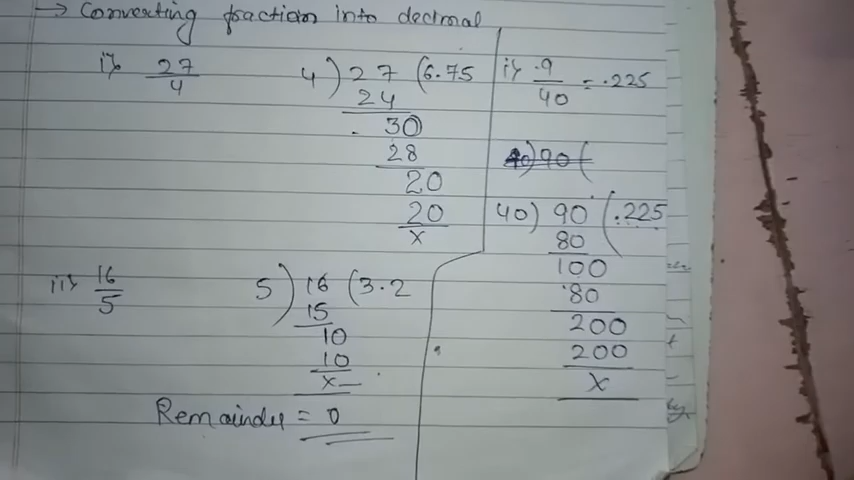 → Converting fraction into decimal
i) 27/4
4) 27 (6.75
24
30
28
20
20
x
ii) 16/5
5) 16 (3.2
15
10
10
x
Remainder = 0
i) 9/40 = .225
40) 90 (
40) 90 (.225
80
100
80
200
200
x